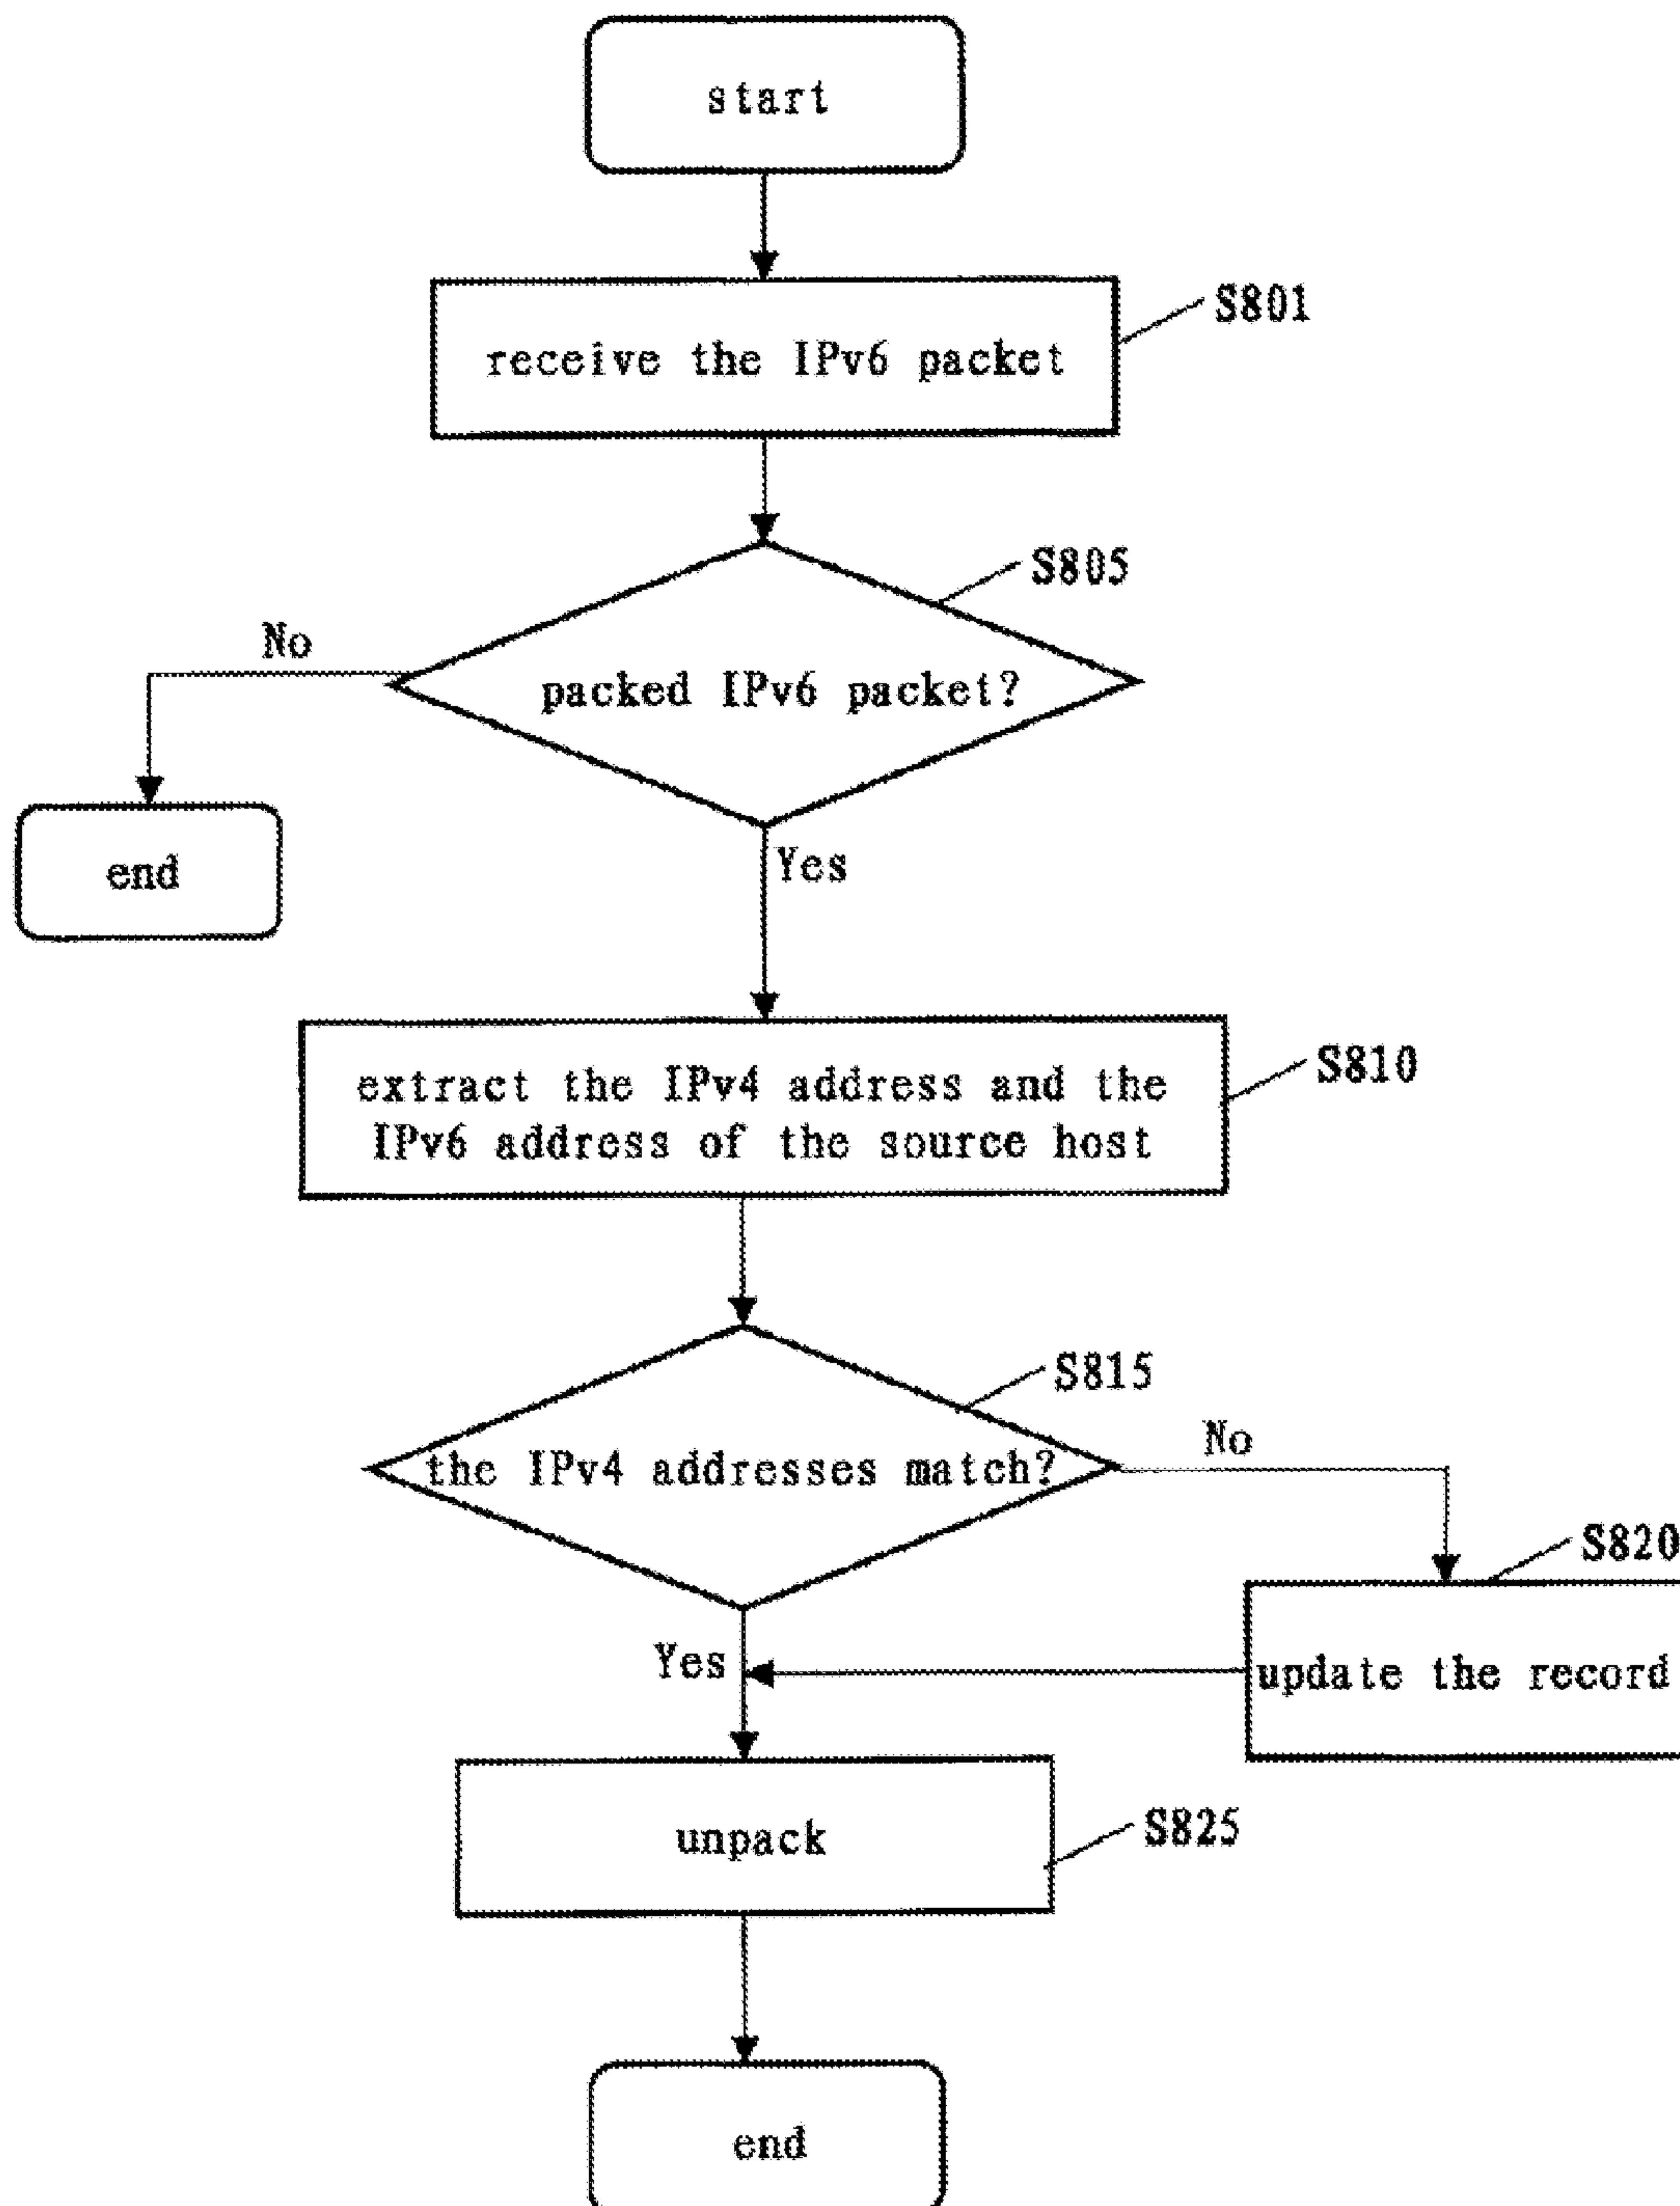 start
S801
receive the IPv6 packet
S805
No
packed IPv6 packet?
end
Yes
S810
extract the IPv4 address and the
IPv6 address of the source host
S815
No
the IPv4 addresses match?
S820
Yes
update the record
S825
unpack
end